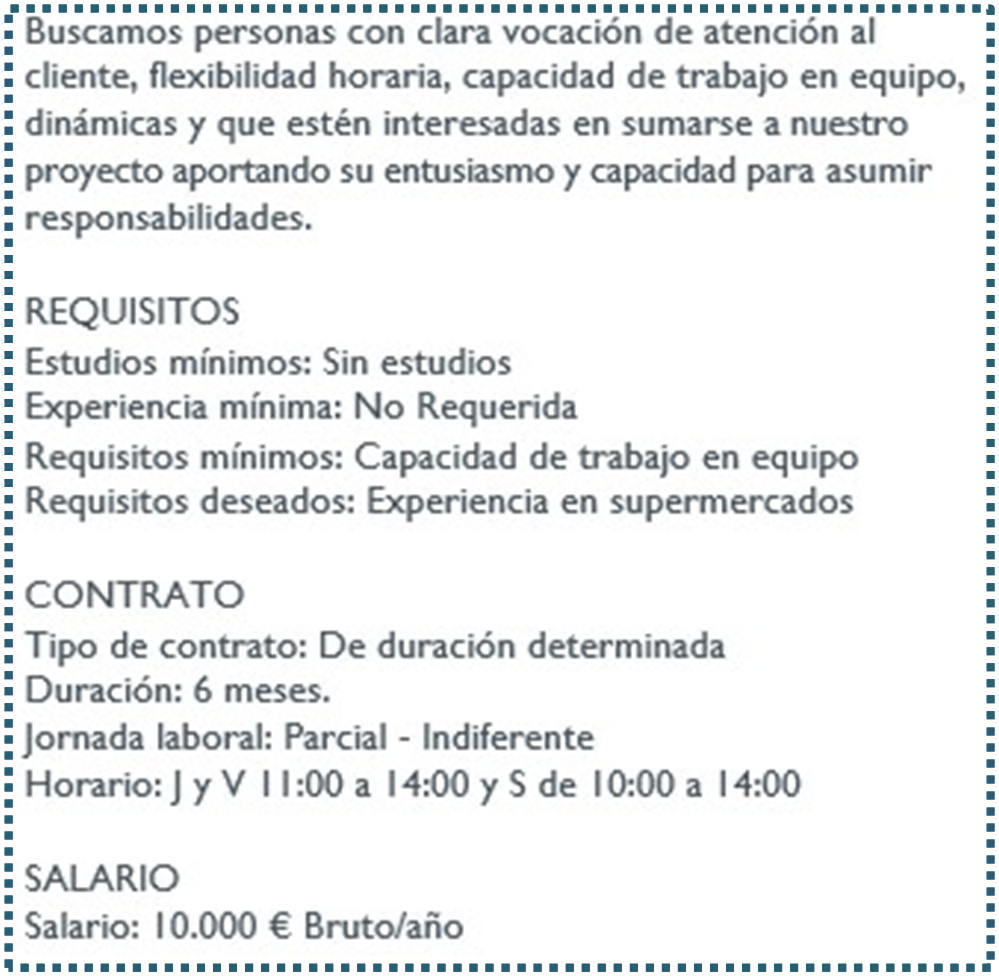 Buscamos personas con clara vocación de atención al
cliente, flexibilidad horaria, capacidad de trabajo en equipo,
dinámicas y que estén interesadas en sumarse a nuestro
proyecto aportando su entusiasmo y capacidad para asumir
responsabilidades.
REQUISITOS
Estudios mínimos: Sin estudios
Experiencia mínima: No Requerida
Requisitos mínimos: Capacidad de trabajo en equipo
Requisitos deseados: Experiencia en supermercados
CONTRATO
Tipo de contrato: De duración determinada
Duración: 6 meses.
Jornada laboral: Parcial - Indiferente
Horario: J y V 11:00 a 14:00 y S de 10:00 a 14:00
SALARIO
Salario: 10.000 € Bruto/año